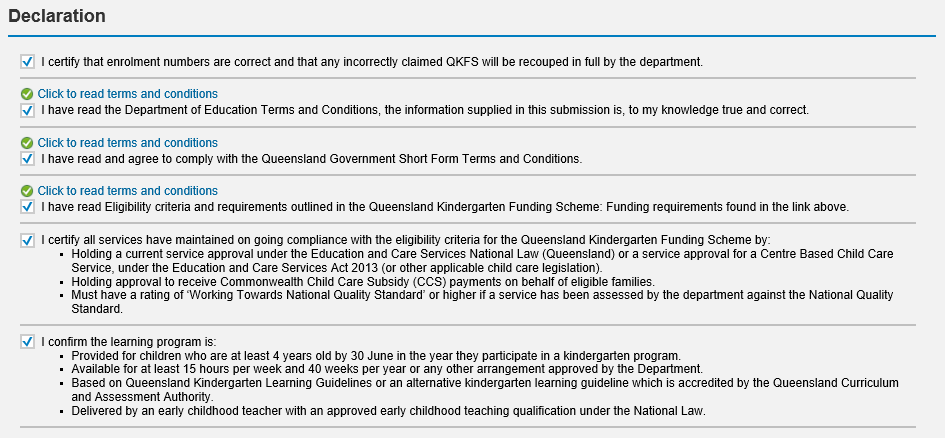 Declaration
I certify that enrolment numbers are correct and that any incorrectly claimed QKFS will be recouped in full by the department.
Click to read terms and conditions
I have read the Department of Education Terms and Conditions, the information supplied in this submission is, to my knowledge true and correct.
Click to read terms and conditions
I have read and agree to comply with the Queensland Government Short Form Terms and Conditions.
Click to read terms and conditions
I have read Eligibility criteria and requirements outlined in the Queensland Kindergarten Funding Scheme: Funding requirements found in the link above.
I certify all services have maintained on going compliance with the eligibility criteria for the Queensland Kindergarten Funding Scheme by:
▪ Holding a current service approval under the Education and Care Services National Law (Queensland) or a service approval for a Centre Based Child Care
Service, under the Education and Care Services Act 2013 (or other applicable child care legislation).
▪ Holding approval to receive Commonwealth Child Care Subsidy (CCS) payments on behalf of eligible families.
▪ Must have a rating of ‘Working Towards National Quality Standard’ or higher if a service has been assessed by the department against the National Quality
Standard.
I confirm the learning program is:
▪ Provided for children who are at least 4 years old by 30 June in the year they participate in a kindergarten program.
▪ Available for at least 15 hours per week and 40 weeks per year or any other arrangement approved by the Department.
▪ Based on Queensland Kindergarten Learning Guidelines or an alternative kindergarten learning guideline which is accredited by the Queensland Curriculum
and Assessment Authority.
▪ Delivered by an early childhood teacher with an approved early childhood teaching qualification under the National Law.